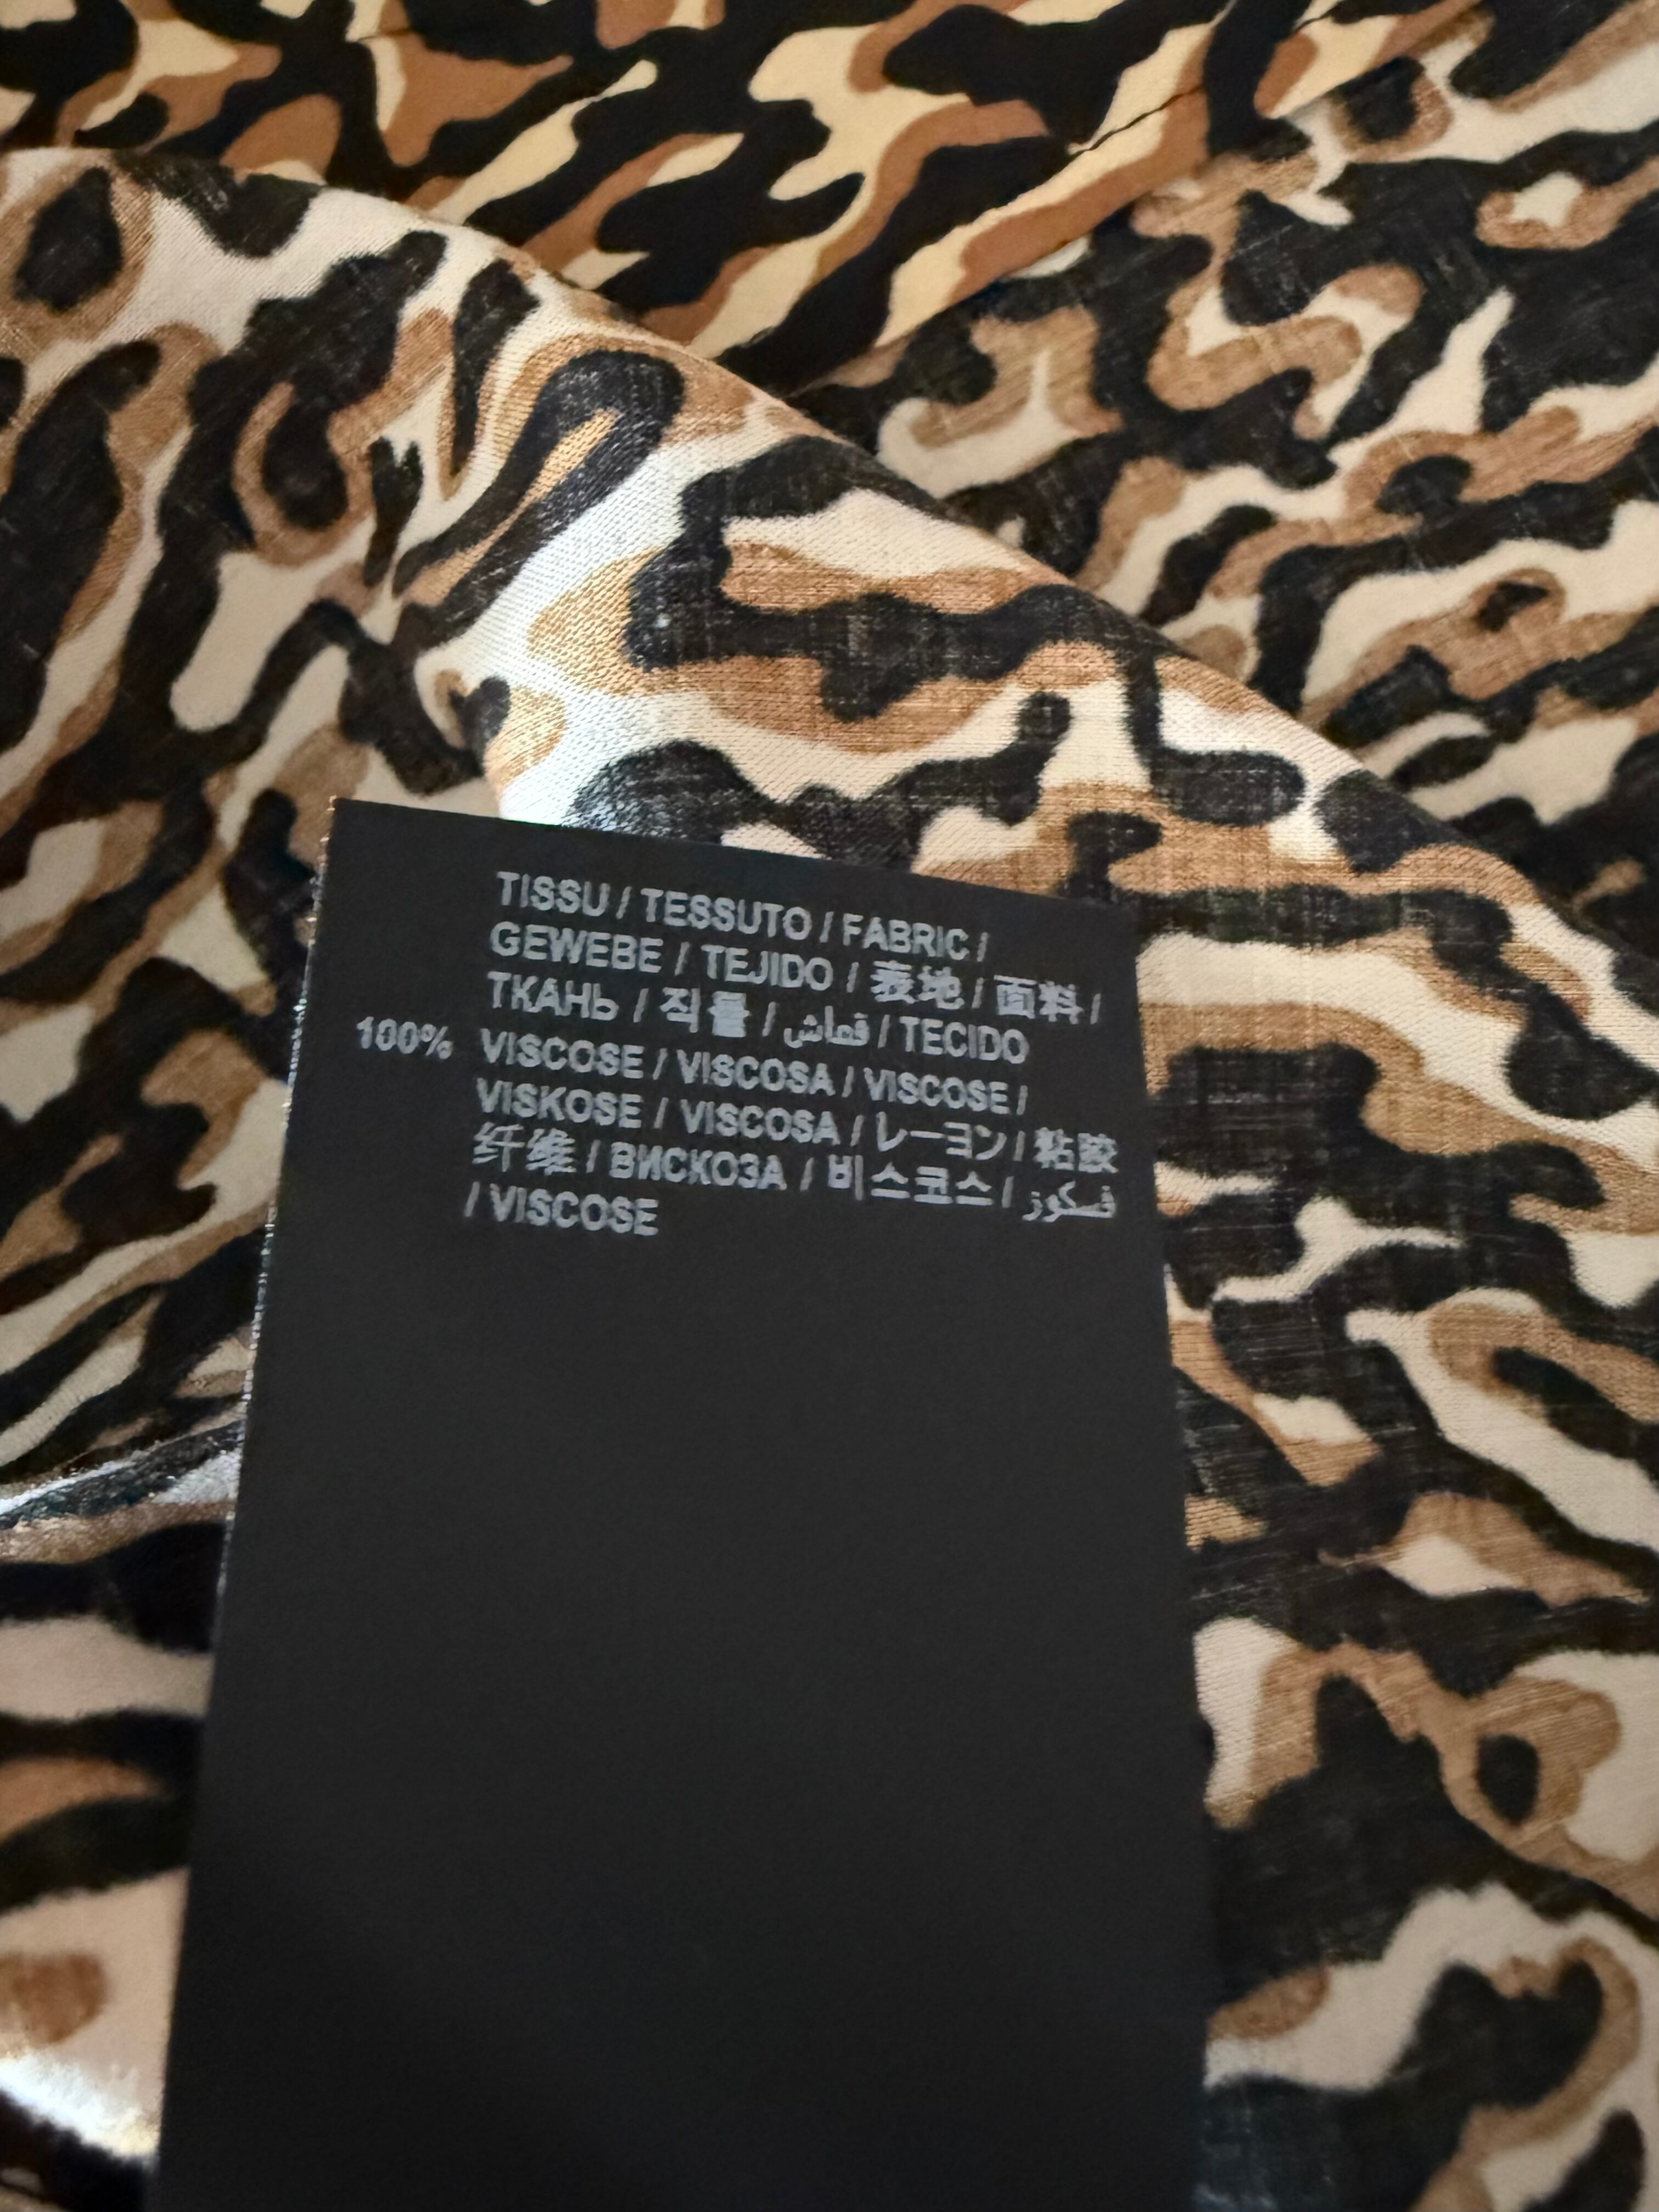 TISSU / TESSUTO / FABRIC /
GEWEBE / TEJIDO / 表地 / 面料 /
ТКАНЬ / 직물 / قماش / TECIDO
100% VISCOSE / VISCOSA / VISCOSE /
VISKOSE / VISCOSA / レーヨン / 粘胶
纤维 / ВИСКОЗА / 비스코스 / فسكوز
/ VISCOSE